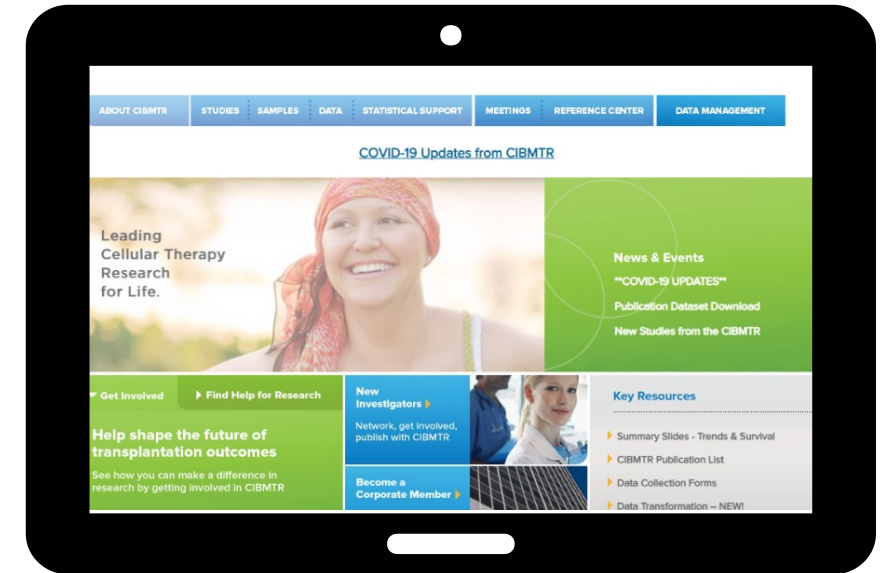 ABOUT CIBMTR STUDIES SAMPLES DATA STATISTICAL SUPPORT MEETINGS REFERENCE CENTER DATA MANAGEMENT
COVID-19 Updates from CIBMTR
Leading
Cellular Therapy
Research
for Life.
News & Events
**COVID-19 UPDATES**
Publication Dataset Download
New Studies from the CIBMTR
Get Involved
Find Help for Research
Help shape the future of
transplantation outcomes
See how you can make a difference in
research by getting involved in CIBMTR
New
Investigators
Network, get Involved,
publish with CIBMTR
Become a
Corporate Member
Key Resources
Summary Slides - Trends & Survival
CIBMTR Publication List
Data Collection Forms
Data Transformation – NEW!